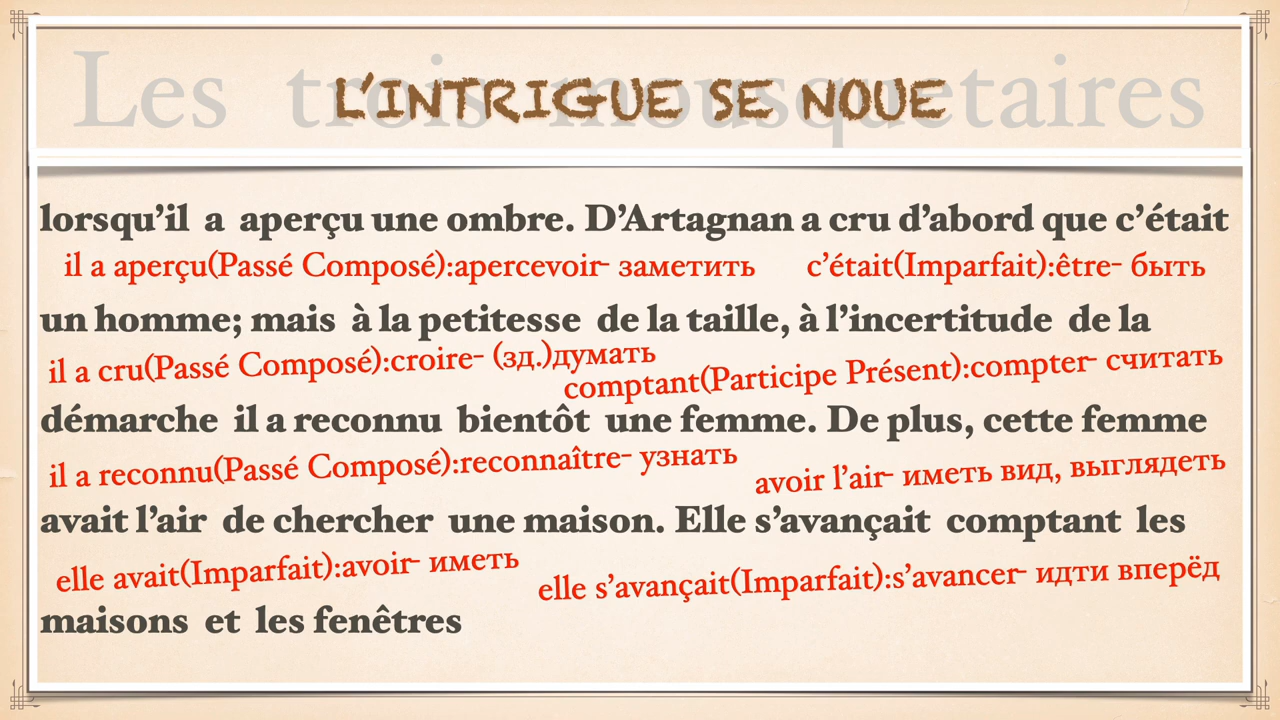 Les trois mousquetaires
L'INTRIGUE SE NOUE
lorsqu'il a aperçu une ombre. D'Artagnan a cru d'abord que c'était
il a aperçu(Passé Composé):apercevoir- заметить
c'était(Imparfait):être- быть
un homme; mais à la petitesse de la taille, à l'incertitude de la
il a cru(Passé Composé):croire- (зд.)думать
comptant(Participe Présent):compter- считать
démarche il a reconnu bientôt une femme. De plus, cette femme
il a reconnu(Passé Composé):reconnaître- узнать
avoir l'air- иметь вид, выглядеть
avait l'air de chercher une maison. Elle s'avançait comptant les
elle avait(Imparfait):avoir- иметь
elle s'avançait(Imparfait):s'avancer- идти вперёд
maisons et les fenêtres